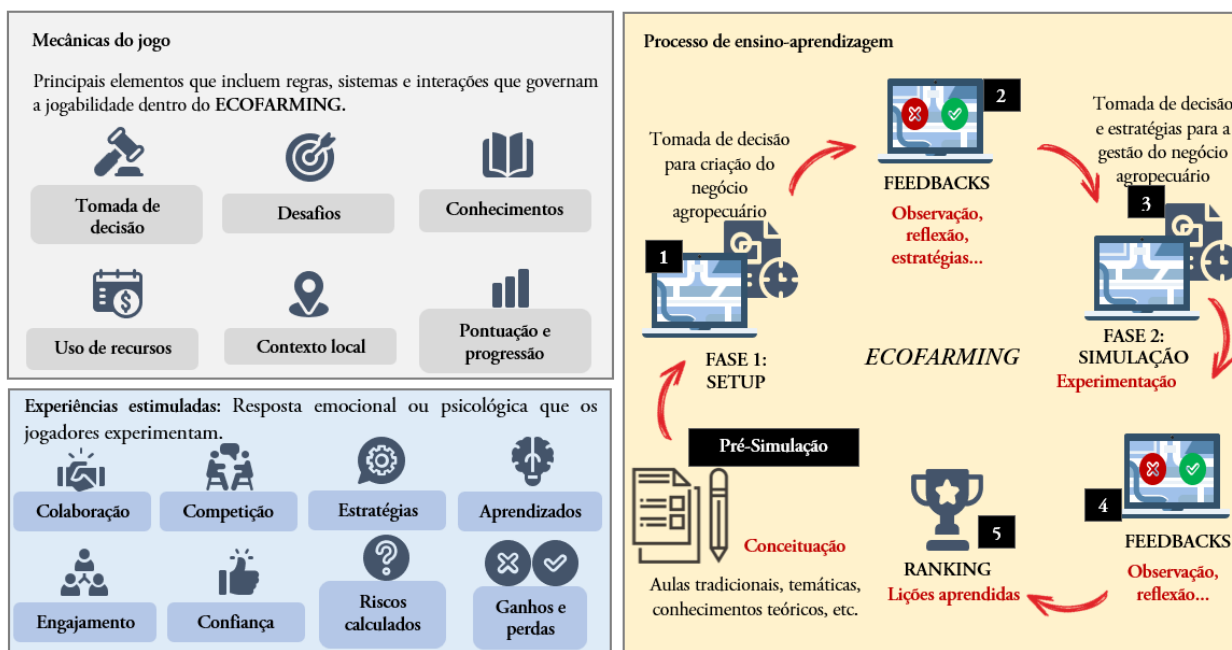 Mecânicas do jogo
Principais elementos que incluem regras, sistemas e interações que governam
a jogabilidade dentro do ECOFARMING.
Tomada de
decisão
Desafios
Conhecimentos
Uso de recursos
Contexto local
Pontuação e
progressão
Experiências estimuladas: Resposta emocional ou psicológica que os
jogadores experimentam.
Colaboração
Competição
Estratégias
Aprendizados
Engajamento
Confiança
Riscos
calculados
Ganhos e
perdas
Processo de ensino-aprendizagem
Tomada de decisão
para criação do
negócio
agropecuário
1
FASE 1:
SETUP
2
FEEDBACKS
Observação,
reflexão,
estratégias...
Tomada de decisão
e estratégias para a
gestão do negócio
agropecuário
3
FASE 2:
SIMULAÇÃO
Experimentação
ECOFARMING
Pré-Simulação
Conceituação
Aulas tradicionais, temáticas,
conhecimentos teóricos, etc.
4
FEEDBACKS
Observação,
reflexão...
5
RANKING
Lições aprendidas